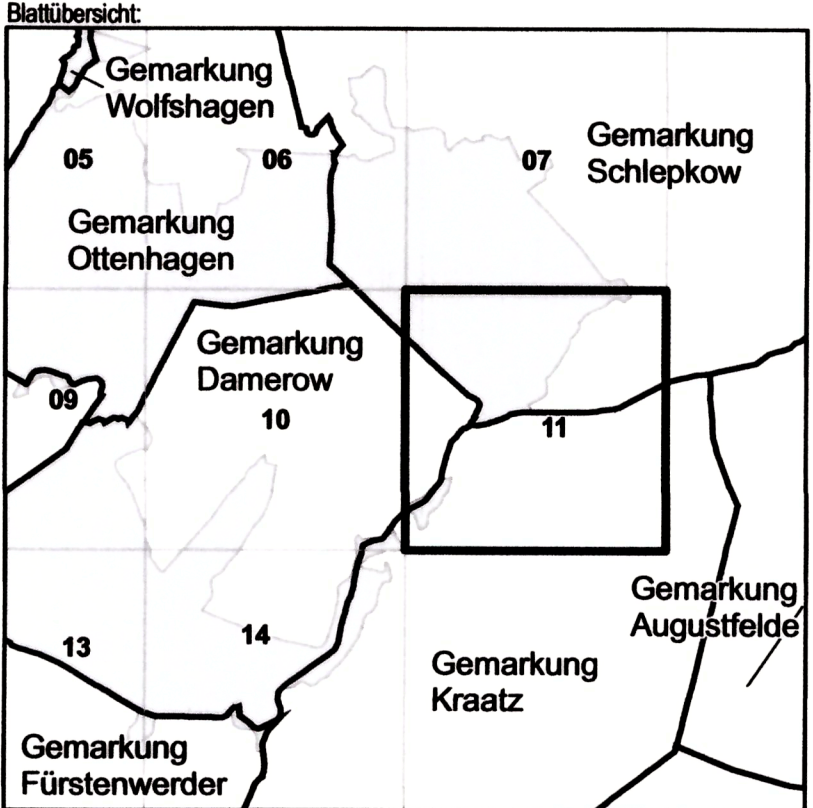 Blattübersicht:
Gemarkung
Wolfshagen
05
06
07
Gemarkung
Schlepkow
Gemarkung
Ottenhagen
Gemarkung
Damerow
09
10
11
Gemarkung
Augustfelde
13
14
Gemarkung
Kraatz
Gemarkung
Fürstenwerder